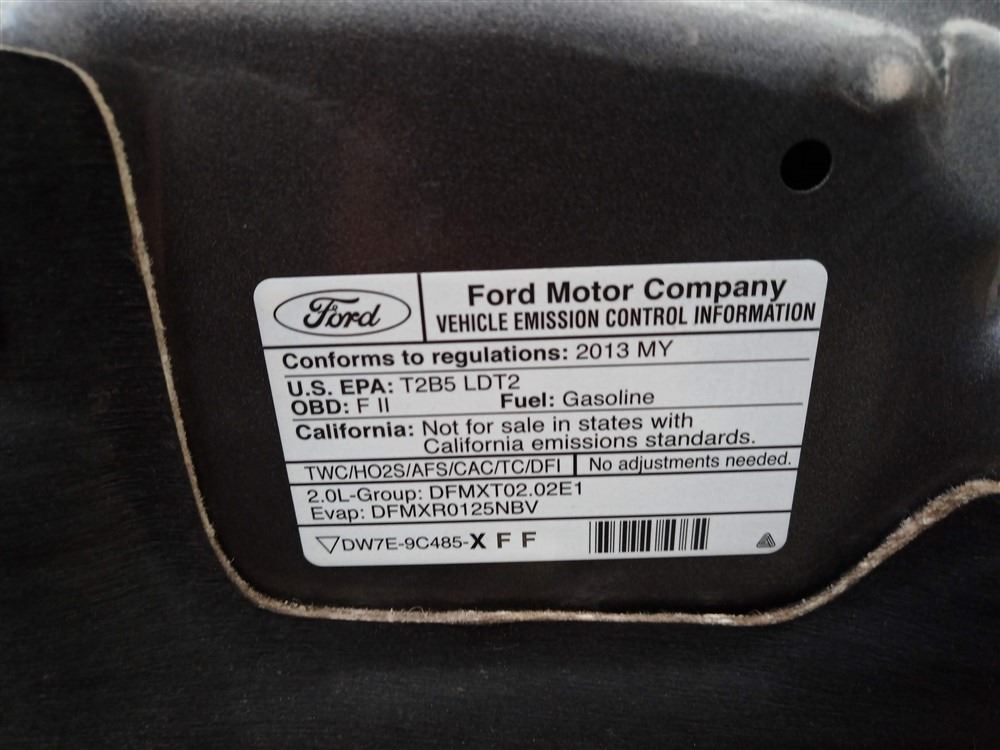 Ford
Ford Motor Company
VEHICLE EMISSION CONTROL INFORMATION
Conforms to regulations: 2013 MY
U.S. EPA: T2B5 LDT2
OBD: F II Fuel: Gasoline
California: Not for sale in states with
California emissions standards.
TWC/HO2S/AFS/CAC/TC/DFI No adjustments needed.
2.0L-Group: DFMXT02.02E1
Evap: DFMXR0125NBV
DW7E-9C485-X F F